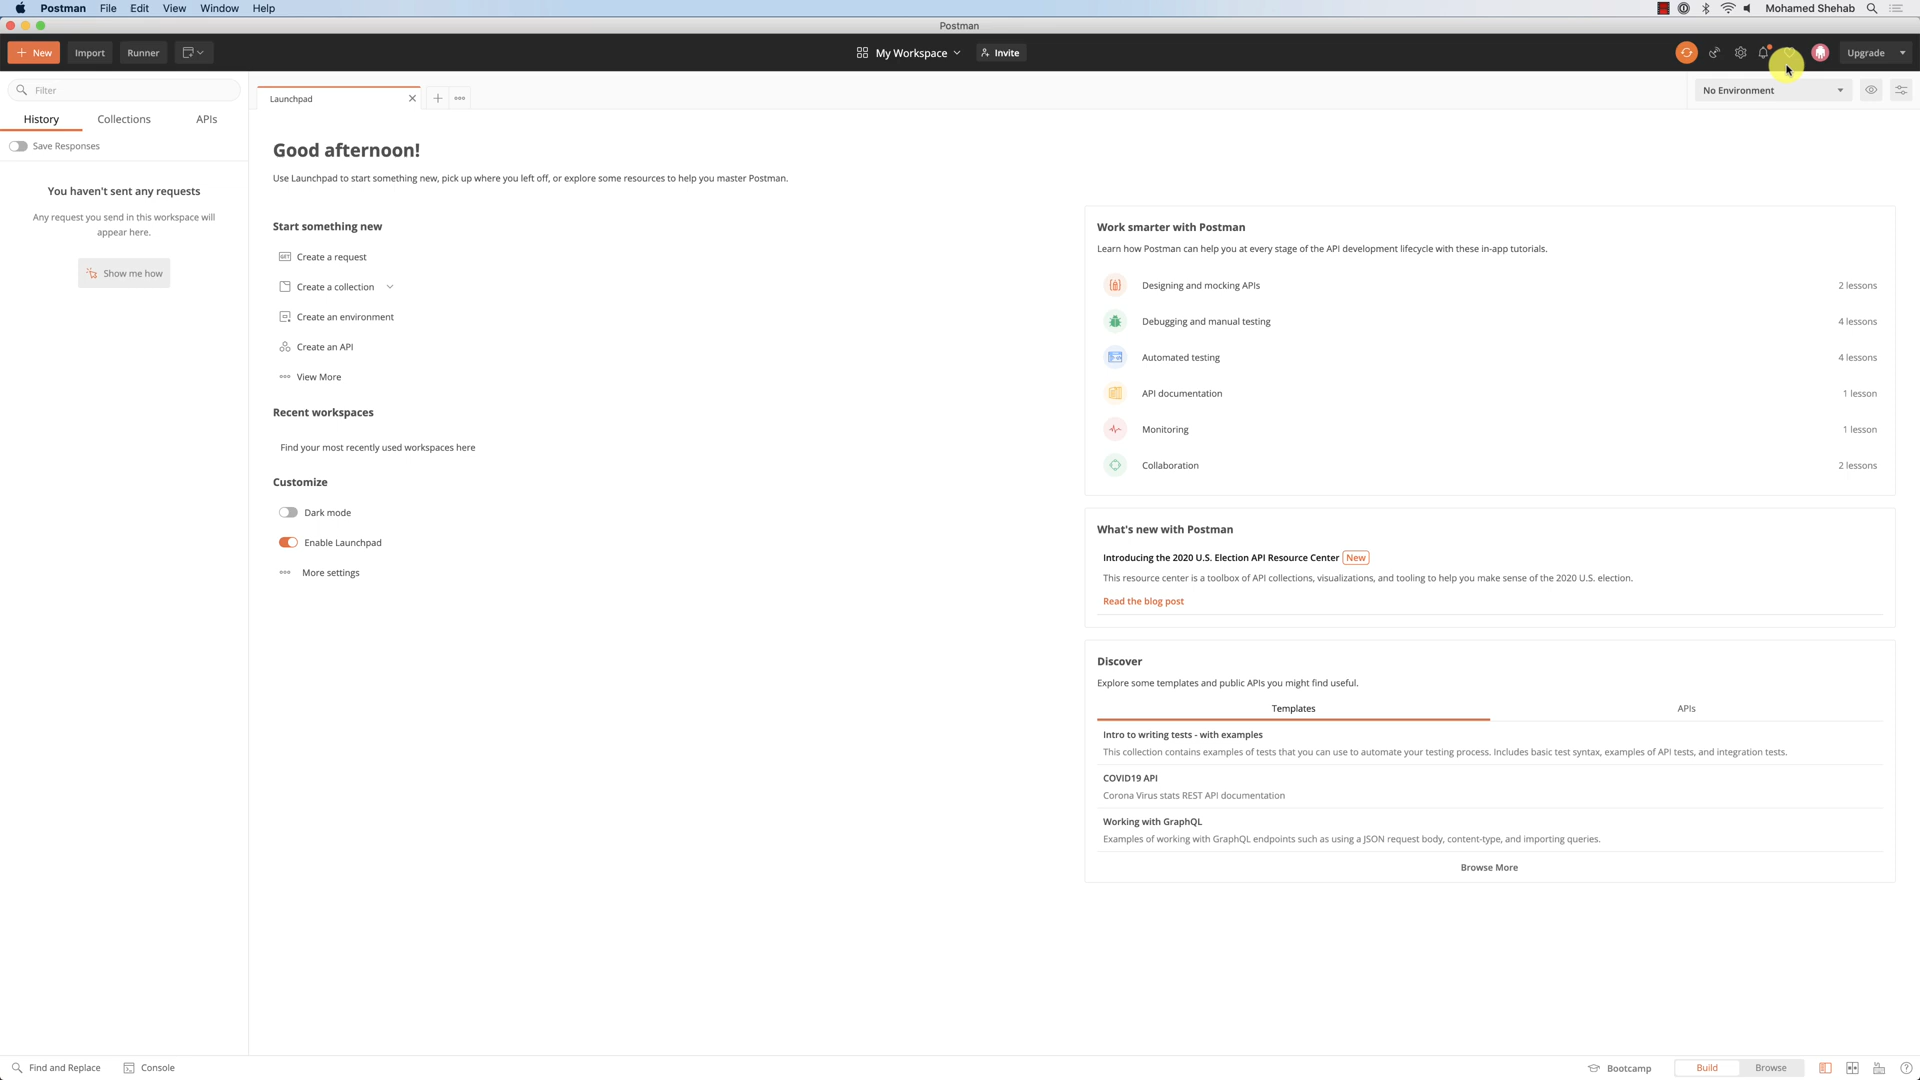 Postman File Edit View Window Help
Mohamed Shehab
Postman
New Import Runner
My Workspace Invite
Upgrade
Filter
Launchpad
No Environment
History Collections APIs
Save Responses
You haven't sent any requests
Any request you send in this workspace will
appear here.
Show me how
Good afternoon!
Use Launchpad to start something new, pick up where you left off, or explore some resources to help you master Postman.
Start something new
GET Create a request
Create a collection
Create an environment
Create an API
View More
Recent workspaces
Find your most recently used workspaces here
Customize
Dark mode
Enable Launchpad
More settings
Work smarter with Postman
Learn how Postman can help you at every stage of the API development lifecycle with these in-app tutorials.
Designing and mocking APIs 2 lessons
Debugging and manual testing 4 lessons
Automated testing 4 lessons
API documentation 1 lesson
Monitoring 1 lesson
Collaboration 2 lessons
What's new with Postman
Introducing the 2020 U.S. Election API Resource Center New
This resource center is a toolbox of API collections, visualizations, and tooling to help you make sense of the 2020 U.S. election.
Read the blog post
Discover
Explore some templates and public APIs you might find useful.
Templates APIs
Intro to writing tests - with examples
This collection contains examples of tests that you can use to automate your testing process. Includes basic test syntax, examples of API tests, and integration tests.
COVID19 API
Corona Virus stats REST API documentation
Working with GraphQL
Examples of working with GraphQL endpoints such as using a JSON request body, content-type, and importing queries.
Browse More
Find and Replace Console
Bootcamp Build Browse